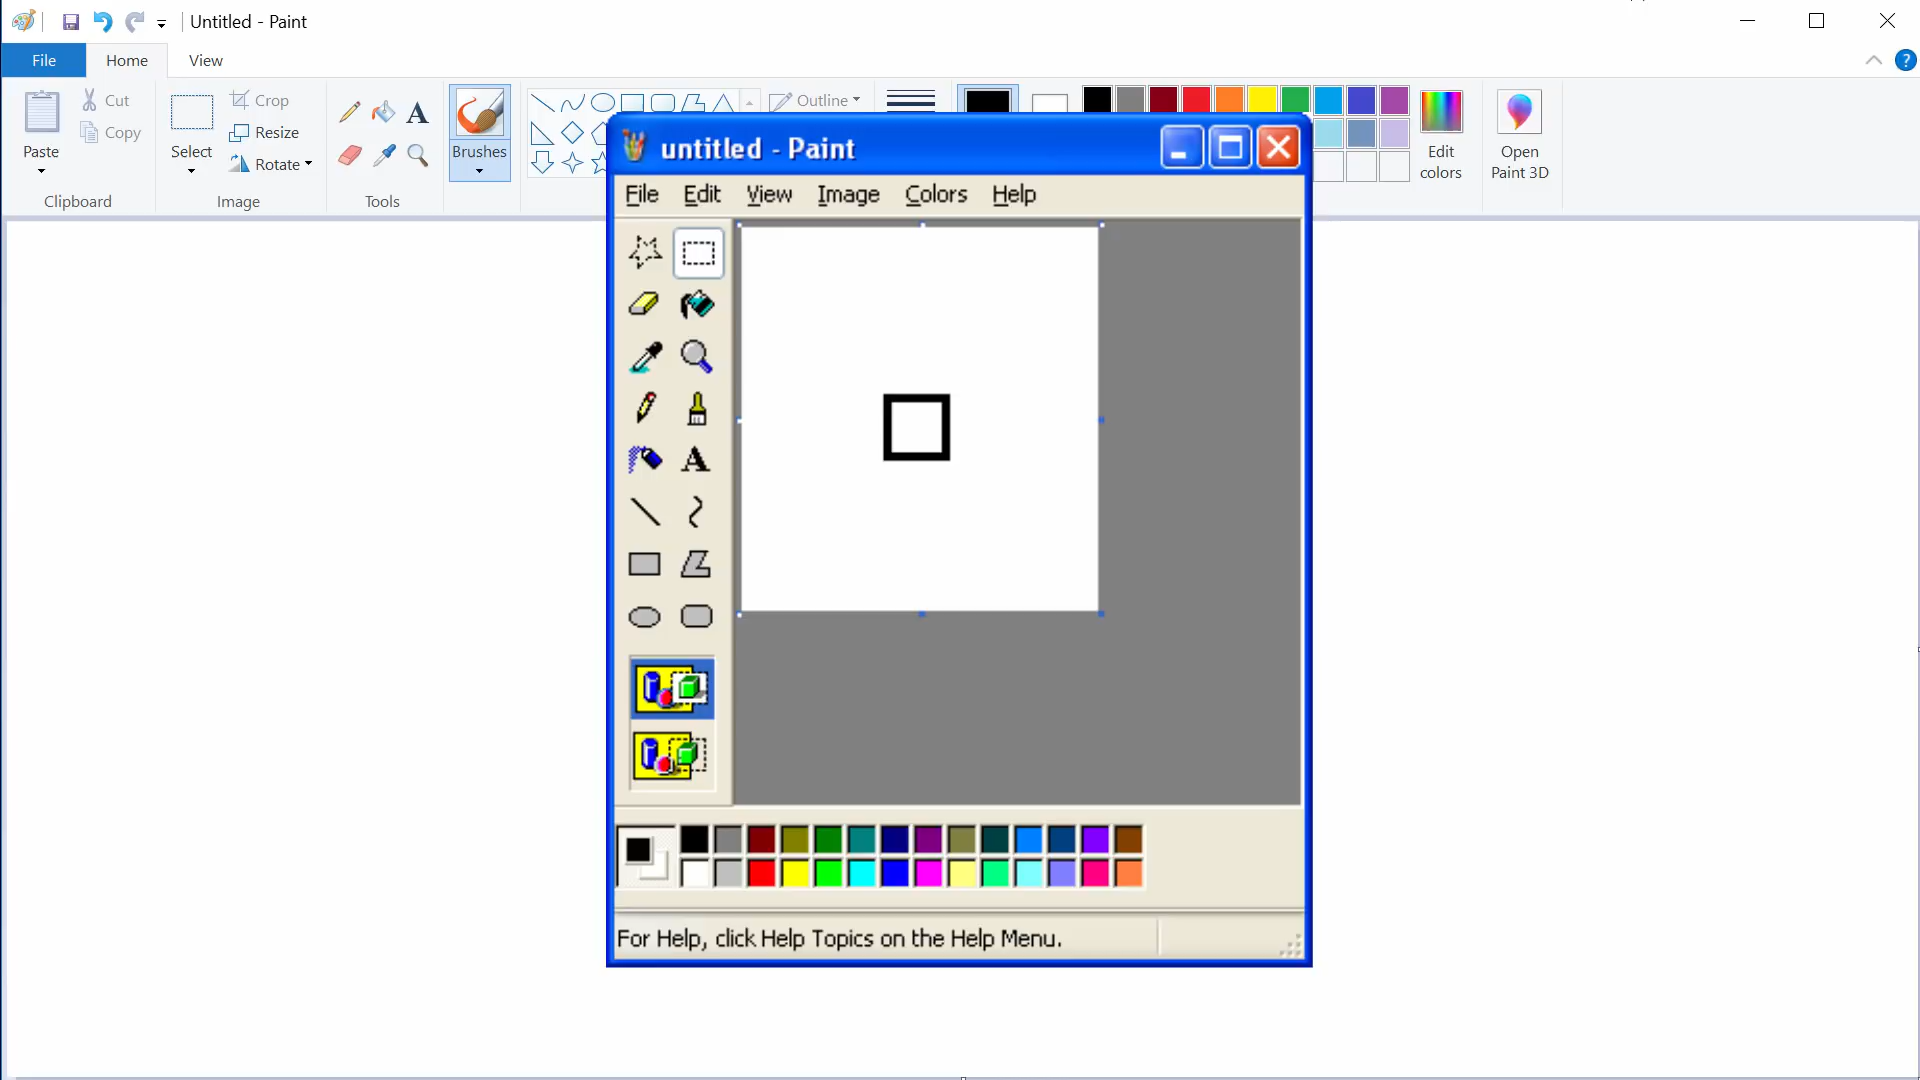 Untitled - Paint
File Home View
Paste
Cut
Copy
Clipboard
Select
Crop
Resize
Rotate
Image
A
Tools
Brushes
Outline
Edit
colors
Open
Paint 3D
untitled - Paint
File Edit View Image Colors Help
A
For Help, click Help Topics on the Help Menu.